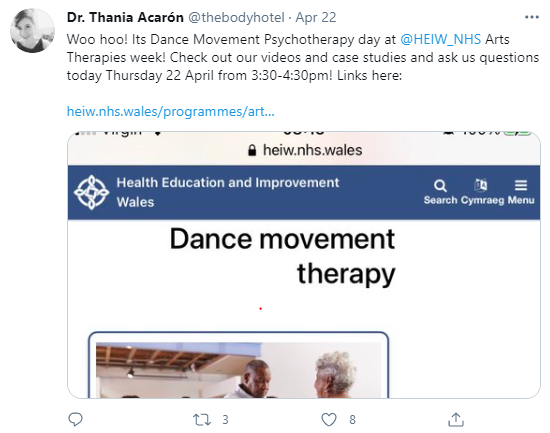 Dr. Thania Acarón @thebodyhotel · Apr 22
Woo hoo! Its Dance Movement Psychotherapy day at @HEIW_NHS Arts
Therapies week! Check out our videos and case studies and ask us questions
today Thursday 22 April from 3:30-4:30pm! Links here:
heiw.nhs.wales/programmes/art...
heiw.nhs.wales
Health Education and Improvement
Wales
Search Cymraeg Menu
Dance movement
therapy
3
8